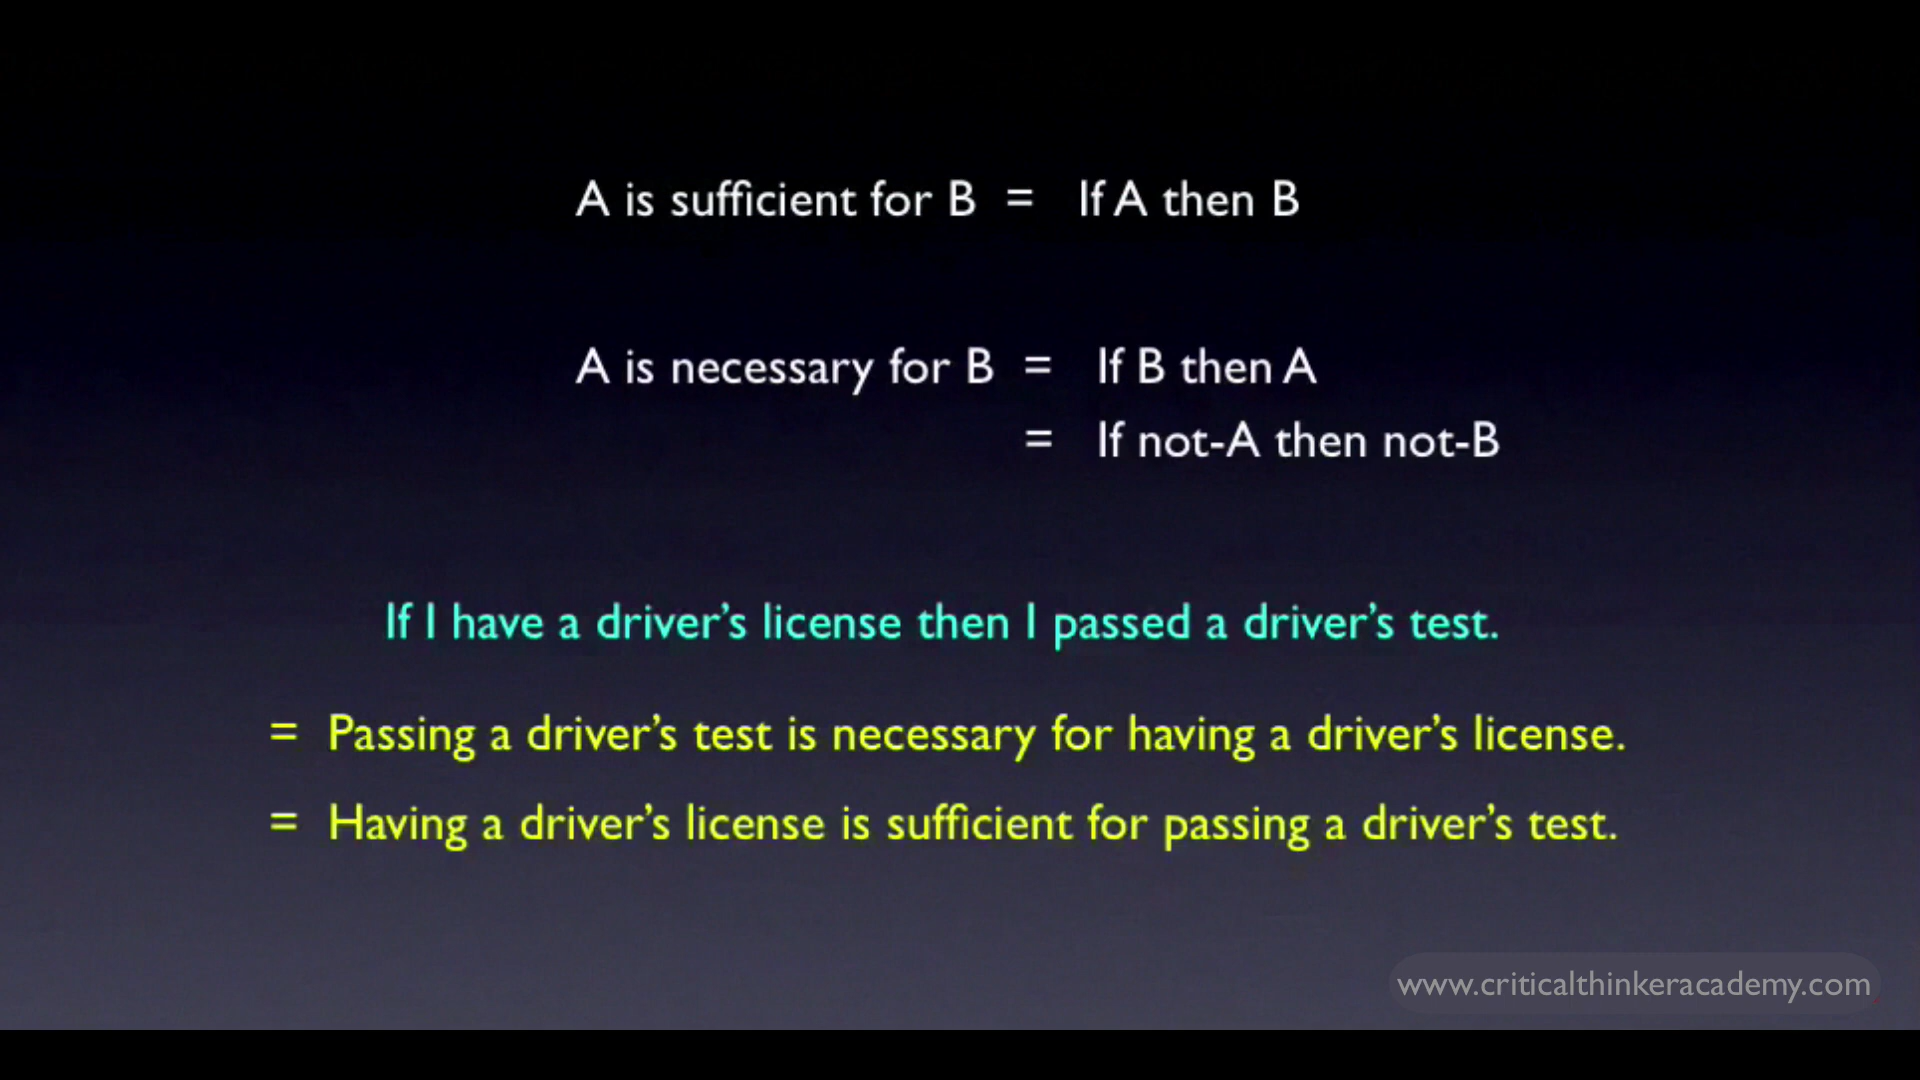 A is sufficient for B = If A then B
A is necessary for B = If B then A
= If not-A then not-B
If I have a driver’s license then I passed a driver’s test.
= Passing a driver’s test is necessary for having a driver’s license.
= Having a driver’s license is sufficient for passing a driver’s test.
www.criticalthinkeracademy.com